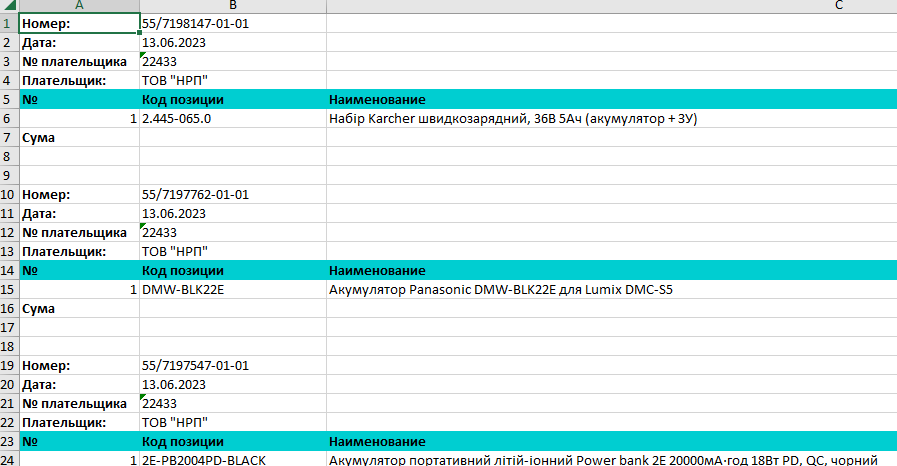 A B C
1 Номер: 55/7198147-01-01
2 Дата: 13.06.2023
3 № плательщика 22433
4 Плательщик: ТОВ "НРП"
5 № Код позиции Наименование
6 1 2.445-065.0 Набір Karcher швидкозарядний, 36В 5Ач (акумулятор + ЗУ)
7 Сума
8
9
10 Номер: 55/7197762-01-01
11 Дата: 13.06.2023
12 № плательщика 22433
13 Плательщик: ТОВ "НРП"
14 № Код позиции Наименование
15 1 DMW-BLK22E Акумулятор Panasonic DMW-BLK22E для Lumix DMC-S5
16 Сума
17
18
19 Номер: 55/7197547-01-01
20 Дата: 13.06.2023
21 № плательщика 22433
22 Плательщик: ТОВ "НРП"
23 № Код позиции Наименование
24 1 2E-PB2004PD-BLACK Акумулятор портативний літій-іонний Power bank 2E 20000мА·год 18Вт PD, QC, чорний